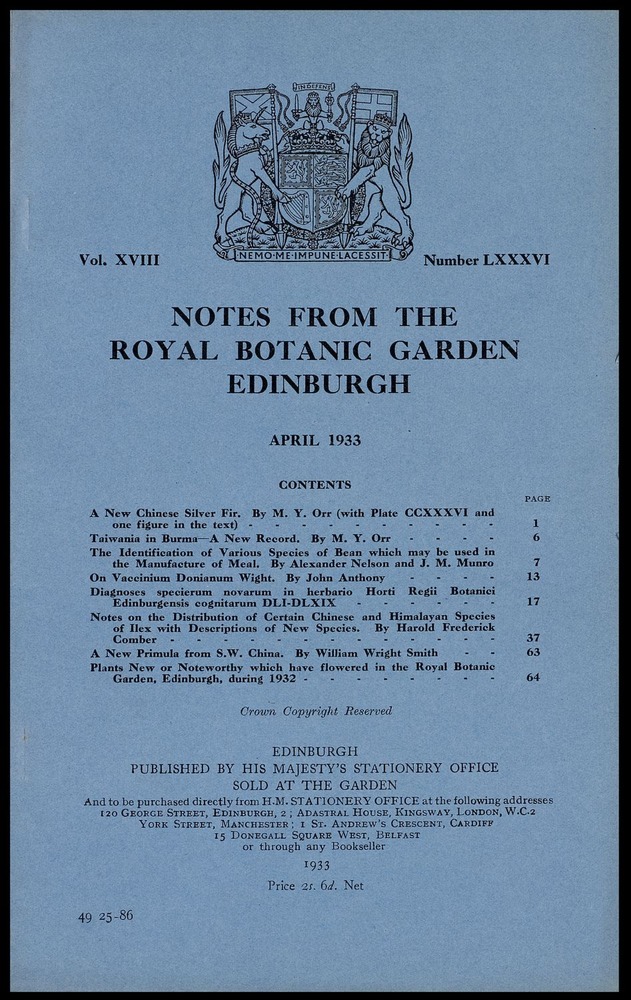 IN DEFENS
NEMO·ME·IMPUNE·LACESSIT
Vol. XVIII Number LXXXVI
NOTES FROM THE
ROYAL BOTANIC GARDEN
EDINBURGH
APRIL 1933
CONTENTS
PAGE
A New Chinese Silver Fir. By M. Y. Orr (with Plate CCXXXVI and
one figure in the text) - - - - - - - - - - 1
Taiwania in Burma—A New Record. By M. Y. Orr - - - - 6
The Identification of Various Species of Bean which may be used in
the Manufacture of Meal. By Alexander Nelson and J. M. Munro 7
On Vaccinium Donianum Wight. By John Anthony - - - - 13
Diagnoses specierum novarum in herbario Horti Regii Botanici
Edinburgensis cognitarum DLI-DLXIX - - - - - - 17
Notes on the Distribution of Certain Chinese and Himalayan Species
of Ilex with Descriptions of New Species. By Harold Frederick
Comber - - - - - - - - - - - - - 37
A New Primula from S.W. China. By William Wright Smith - - 63
Plants New or Noteworthy which have flowered in the Royal Botanic
Garden, Edinburgh, during 1932 - - - - - - - - 64
Crown Copyright Reserved
EDINBURGH
PUBLISHED BY HIS MAJESTY'S STATIONERY OFFICE
SOLD AT THE GARDEN
And to be purchased directly from H.M. STATIONERY OFFICE at the following addresses
120 George Street, Edinburgh, 2 ; Adastral House, Kingsway, London, W.C.2
York Street, Manchester ; 1 St. Andrew's Crescent, Cardiff
15 Donegall Square West, Belfast
or through any Bookseller
1933
Price 2s. 6d. Net
49 25-86